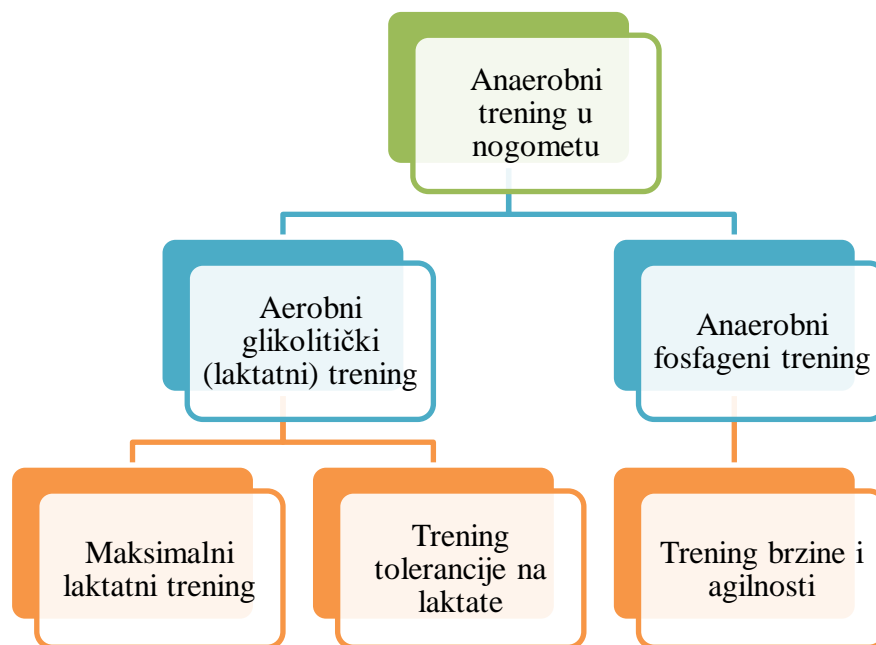 Anaerobni
trening u
nogometu
Aerobni
glikolitički
(laktatni) trening
Anaerobni
fosfageni trening
Maksimalni
laktatni trening
Trening
tolerancije na
laktate
Trening brzine i
agilnosti